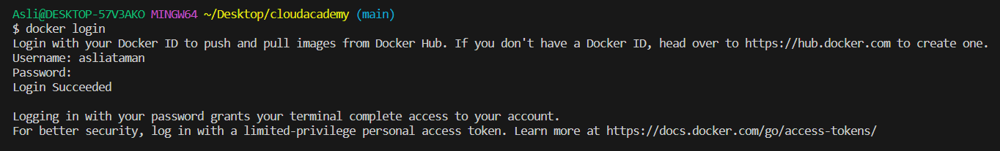 Asli@DESKTOP-57V3AKO MINGW64 ~/Desktop/cloudacademy (main)
$ docker login
Login with your Docker ID to push and pull images from Docker Hub. If you don't have a Docker ID, head over to https://hub.docker.com to create one.
Username: asliataman
Password:
Login Succeeded

Logging in with your password grants your terminal complete access to your account.
For better security, log in with a limited-privilege personal access token. Learn more at https://docs.docker.com/go/access-tokens/